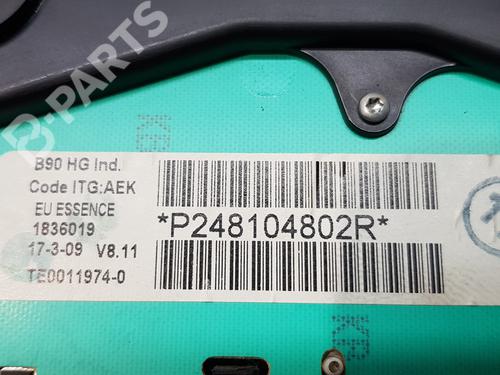 B-PARTS
B90 HG Ind.
Code ITG:AEK
EU ESSENCE
1836019
17-3-09 V8.11
TE0011974-0
*P248104802R*